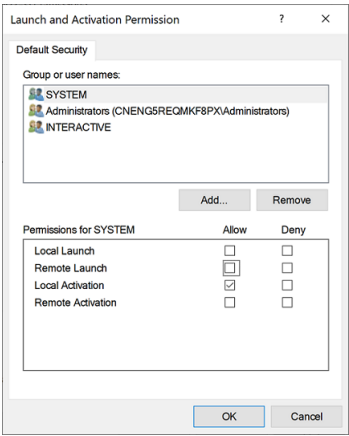 Launch and Activation Permission ? ×
Default Security
Group or user names:
SYSTEM
Administrators (CNENG5REQMKF8PX\Administrators)
INTERACTIVE
Add... Remove
Permissions for SYSTEM Allow Deny
Local Launch
Remote Launch
Local Activation
Remote Activation
OK Cancel